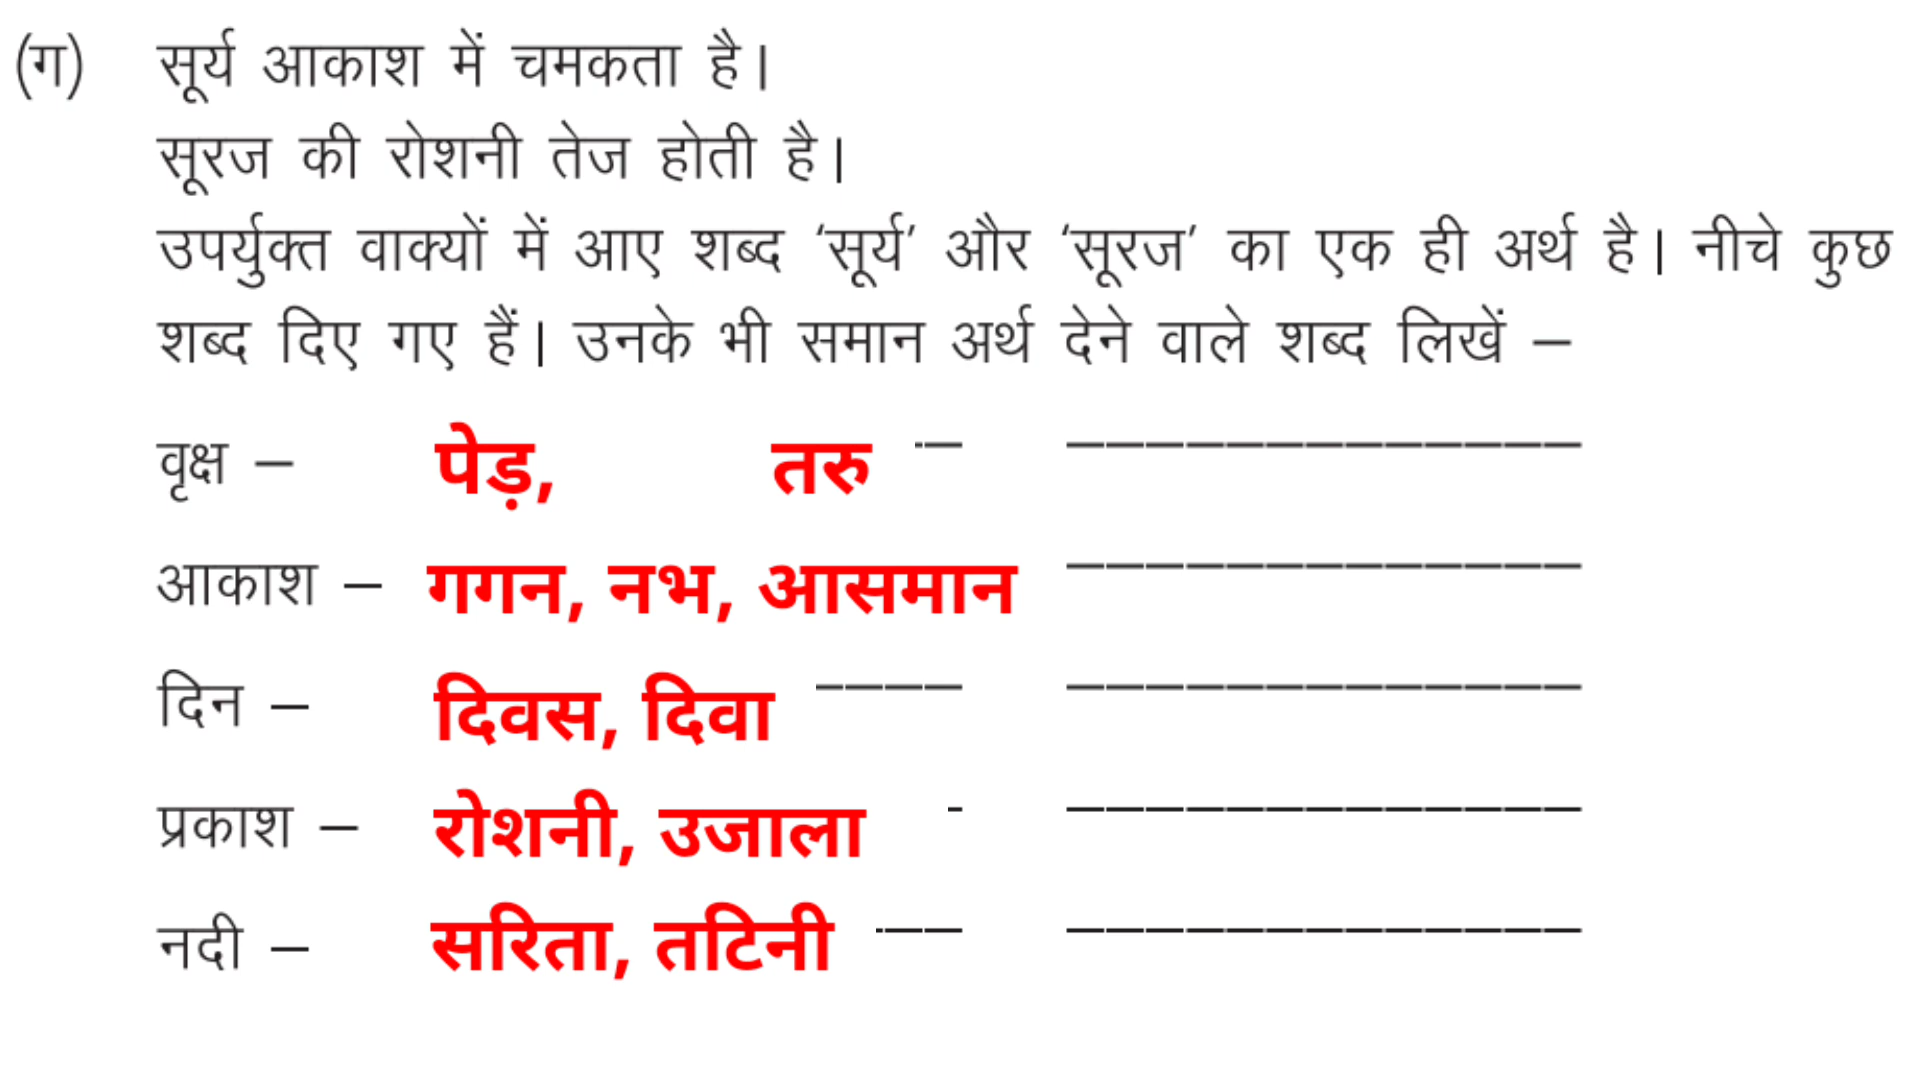 (ग) सूर्य आकाश में चमकता है।
सूरज की रोशनी तेज होती है।
उपर्युक्त वाक्यों में आए शब्द ‘सूर्य’ और ‘सूरज’ का एक ही अर्थ है। नीचे कुछ
शब्द दिए गए हैं। उनके भी समान अर्थ देने वाले शब्द लिखें –
वृक्ष – पेड़, तरु
आकाश – गगन, नभ, आसमान
दिन – दिवस, दिवा
प्रकाश – रोशनी, उजाला
नदी – सरिता, तटिनी